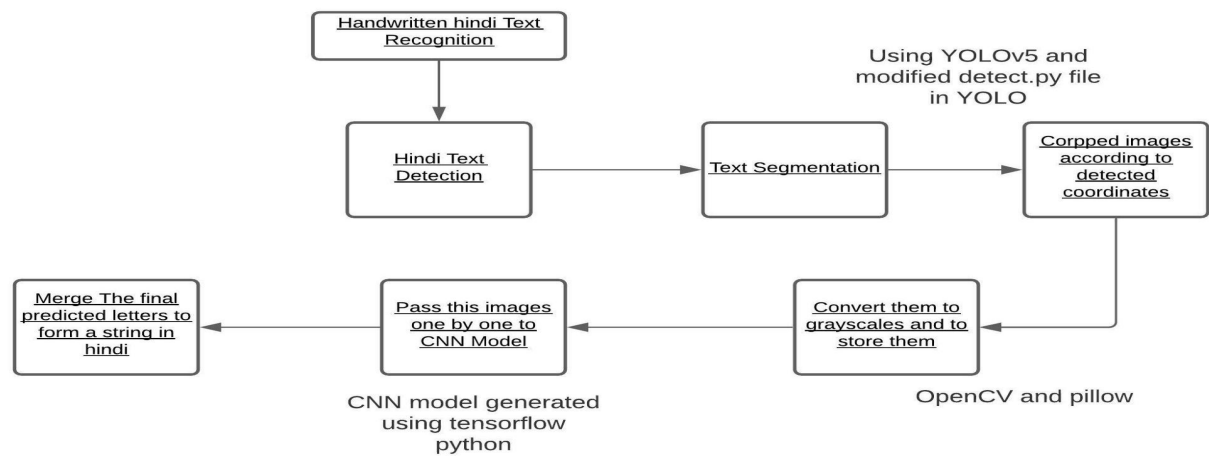 Handwritten hindi Text
Recognition
Using YOLOv5 and
modified detect.py file
in YOLO
Hindi Text
Detection
Text Segmentation
Corpped images
according to
detected
coordinates
Merge The final
predicted letters to
form a string in
hindi
Pass this images
one by one to
CNN Model
Convert them to
grayscales and to
store them
CNN model generated
using tensorflow
python
OpenCV and pillow